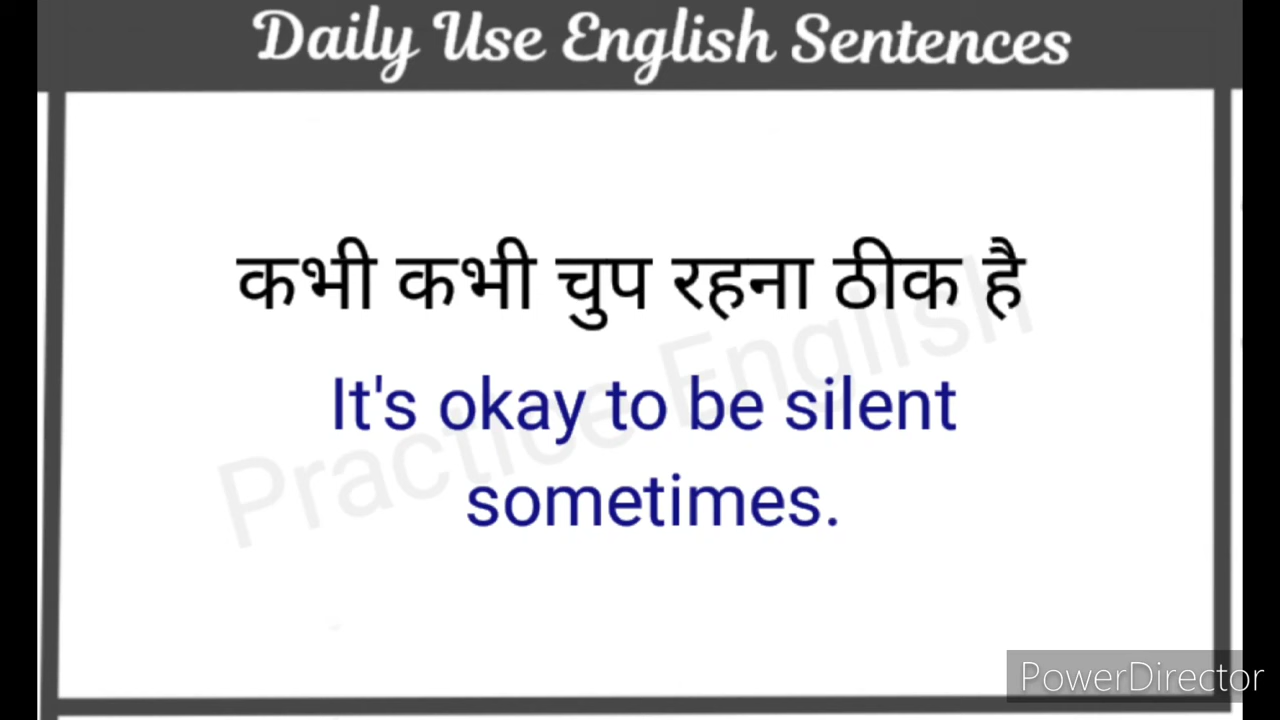 Daily Use English Sentences
कभी कभी चुप रहना ठीक है
It's okay to be silent
sometimes.
Practice English
PowerDirector